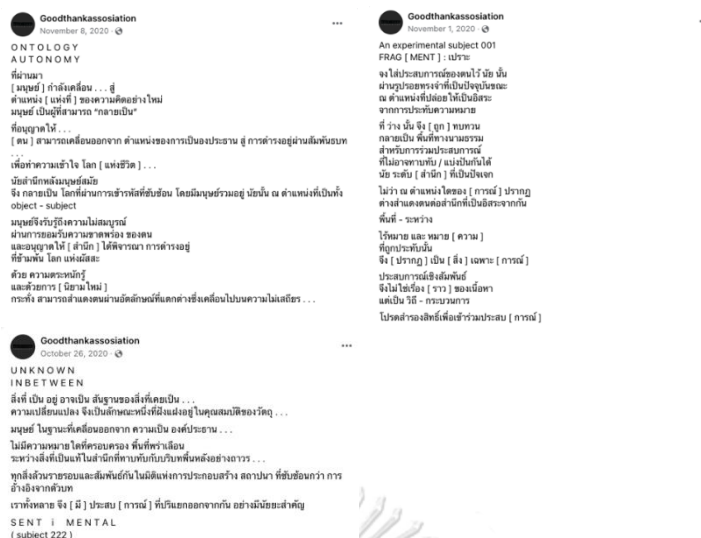 Goodthankassosiation
November 8, 2020
O N T O L O G Y
A U T O N O M Y
ที่ผ่านมา
[ มนุษย์ ] กำลังเคลื่อน . . . สู่
ตำแหน่ง [ แห่งที่ ] ของความคิดอย่างใหม่
มนุษย์ เป็นผู้ที่สามารถ "กลายเป็น"
ที่อนุญาตให้ . . .
[ ตน ] สามารถเคลื่อนออกจาก ตำแหน่งของการเป็นองประธาน สู่ การดำรงอยู่ผ่านสัมพันธบท
. . .
เพื่อทำความเข้าใจ โลก [ แห่งชีวิต ] . . .
นัยสำนึกหลังมนุษย์สมัย
จึง กลายเป็น โลกที่ผ่านการเข้ารหัสที่ซับซ้อน โดยมีมนุษย์รวมอยู่ นัยนั้น ณ ตำแหน่งที่เป็นทั้ง
object - subject
มนุษย์จึงรับรู้ถึงความไม่สมบูรณ์
ผ่านการยอมรับความขาดพร่อง ของตน
และอนุญาตให้ [ สำนึก ] ได้พิจารณา การดำรงอยู่
ที่ข้ามพ้น โลก แห่งผัสสะ
ด้วย ความตระหนักรู้
และด้วยการ [ นิยามใหม่ ]
กระทั่ง สามารถสำแดงตนผ่านอัตลักษณ์ที่แตกต่างซึ่งเคลื่อนไปบนความไม่เสถียร . . .
Goodthankassosiation
October 26, 2020
U N K N O W N
I N B E T W E E N
สิ่งที่ เป็น อยู่ อาจเป็น สันฐานของสิ่งที่เคยเป็น . . .
ความเปลี่ยนแปลง จึงเป็นลักษณะหนึ่งที่ฝังแฝงอยู่ในคุณสมบัติของวัตถุ . . .
มนุษย์ ในฐานะที่เคลื่อนออกจาก ความเป็น องค์ประธาน . . .
ไม่มีความหมายใดที่ครอบครอง พื้นที่พร่าเลือน
ระหว่างสิ่งที่เป็นแท้ในสำนึกที่ทาบทับกับบริบทพื้นหลังอย่างถาวร . . .
ทุกสิ่งล้วนรายรอบและสัมพันธ์กันในมิติแห่งการประกอบสร้าง สถาปนา ที่ซับซ้อนกว่า การ
อ้างอิงจากตัวบท
เราทั้งหลาย จึง [ มี ] ประสบ [ การณ์ ] ที่ปริแยกออกจากกัน อย่างมีนัยยะสำคัญ
S E N T i M E N T A L
( subject 222 )
Goodthankassosiation
November 1, 2020
An experimental subject 001
FRAG [ MENT ] : เปราะ
จงใส่ประสบการณ์ของตนไว้ นัย นั้น
ผ่านรูปรอยทรงจำที่เป็นปัจจุบันขณะ
ณ ตำแหน่งที่ปล่อยให้เป็นอิสระ
จากการประทับความหมาย
ที่ ว่าง นั้น จึง [ ถูก ] ทบทวน
กลายเป็น พื้นที่ทางนามธรรม
สำหรับการร่วมประสบการณ์
ที่ไม่อาจทาบทับ / แบ่งปันกันได้
นัย ระดับ [ สำนึก ] ที่เป็นปัจเจก
ไม่ว่า ณ ตำแหน่งใดของ [ การณ์ ] ปรากฏ
ต่างสำแดงตนต่อสำนึกที่เป็นอิสระจากกัน
พื้นที่ - ระหว่าง
ไร้หมาย และ หมาย [ ความ ]
ที่ถูกประทับนั้น
จึง [ ปรากฏ ] เป็น [ สิ่ง ] เฉพาะ [ การณ์ ]
ประสบการณ์เชิงสัมพันธ์
จึงไม่ใช่เรื่อง [ ราว ] ของเนื้อหา
แต่เป็น วิถี - กระบวนการ
โปรดสำรองสิทธิ์เพื่อเข้าร่วมประสบ [ การณ์ ]